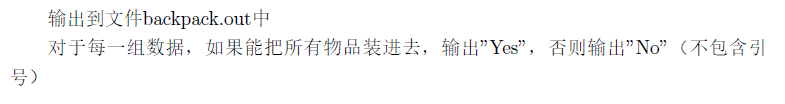 输出到文件backpack.out中
对于每一组数据，如果能把所有物品装进去，输出”Yes”，否则输出”No”（不包含引
号）